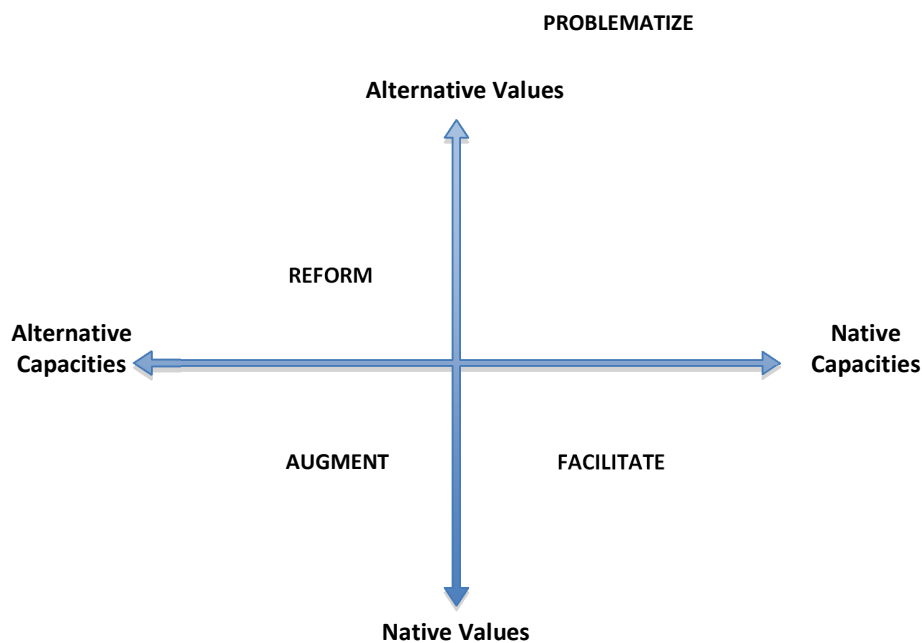 PROBLEMATIZE
Alternative Values
REFORM
Alternative
Capacities
Native
Capacities
AUGMENT
FACILITATE
Native Values